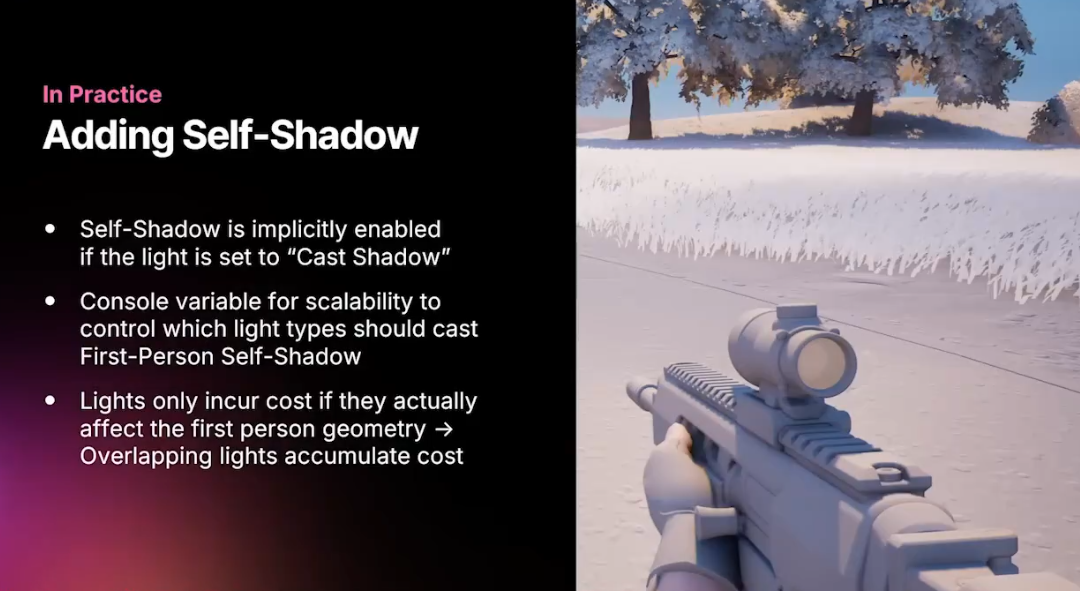 In Practice
Adding Self-Shadow
• Self-Shadow is implicitly enabled
if the light is set to “Cast Shadow”
• Console variable for scalability to
control which light types should cast
First-Person Self-Shadow
• Lights only incur cost if they actually
affect the first person geometry →
Overlapping lights accumulate cost